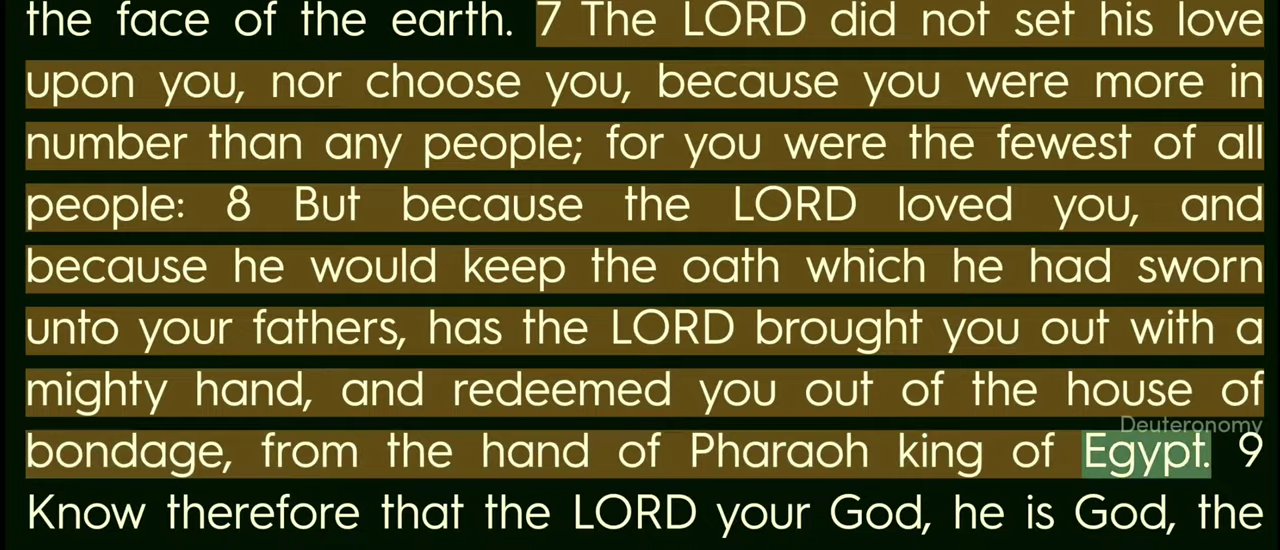 the face of the earth. 7 The LORD did not set his love
upon you, nor choose you, because you were more in
number than any people; for you were the fewest of all
people: 8 But because the LORD loved you, and
because he would keep the oath which he had sworn
unto your fathers, has the LORD brought you out with a
mighty hand, and redeemed you out of the house of
Deuteronomy
bondage, from the hand of Pharaoh king of Egypt. 9
Know therefore that the LORD your God, he is God, the